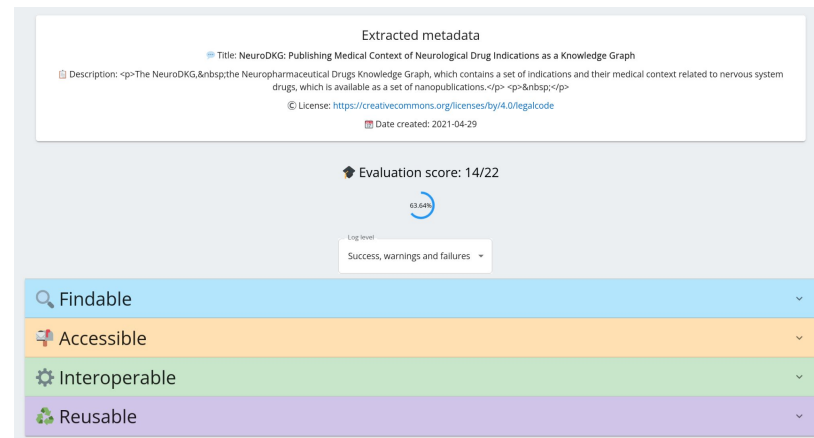 Extracted metadata
Title: NeuroDKG: Publishing Medical Context of Neurological Drug Indications as a Knowledge Graph
Description: <p>The NeuroDKG,&nbsp;the Neuropharmaceutical Drugs Knowledge Graph, which contains a set of indications and their medical context related to nervous system
drugs, which is available as a set of nanopublications.</p> <p>&nbsp;</p>
© License: https://creativecommons.org/licenses/by/4.0/legalcode
Date created: 2021-04-29
Evaluation score: 14/22
63.64%
Log level
Success, warnings and failures
Findable
Accessible
Interoperable
Reusable